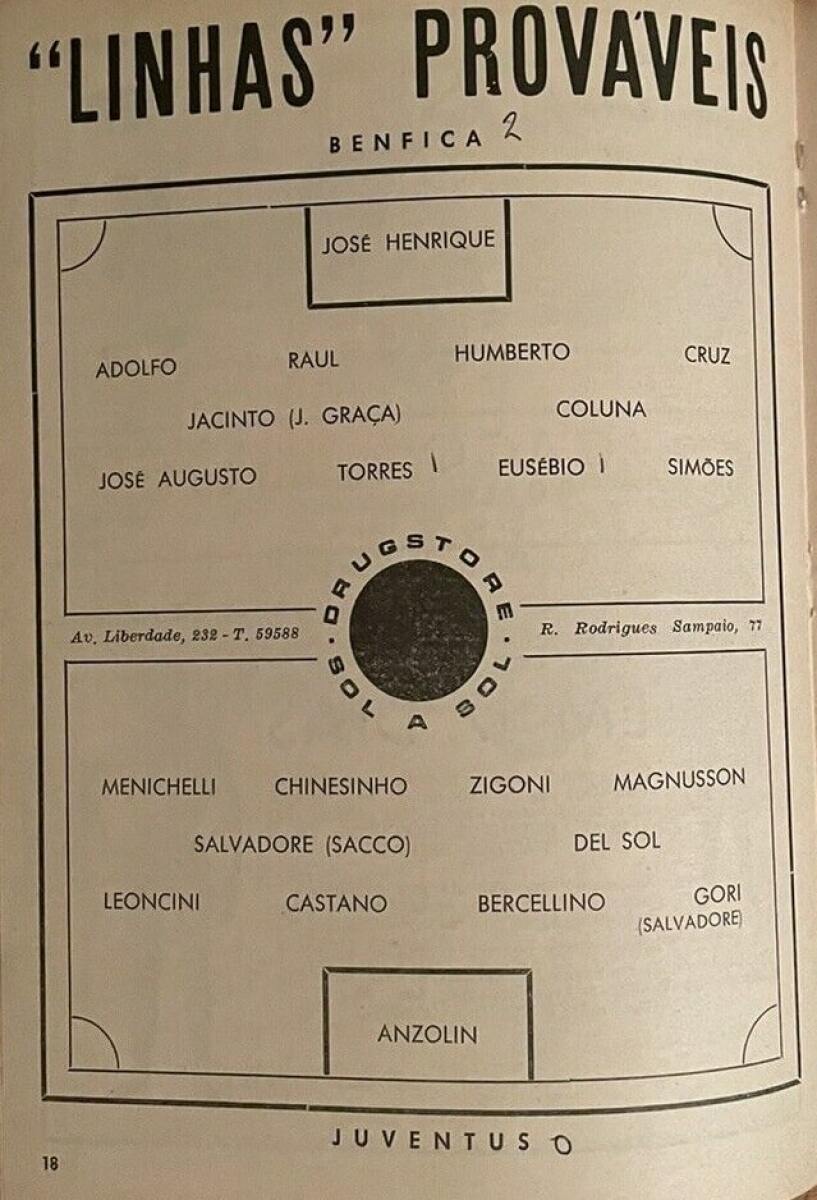 “LINHAS” PROVÁVEIS
BENFICA 2
JOSÉ HENRIQUE
ADOLFO RAUL HUMBERTO CRUZ
JACINTO (J. GRAÇA) COLUNA
JOSÉ AUGUSTO TORRES 1 EUSÉBIO 1 SIMÕES
DRUGSTORE
Av. Liberdade, 232 - T. 59588 R. Rodrigues Sampaio, 77
· SOL A SOL ·
MENICHELLI CHINESINHO ZIGONI MAGNUSSON
SALVADORE (SACCO) DEL SOL
LEONCINI CASTANO BERCELLINO GORI
(SALVADORE)
ANZOLIN
JUVENTUS 0
18